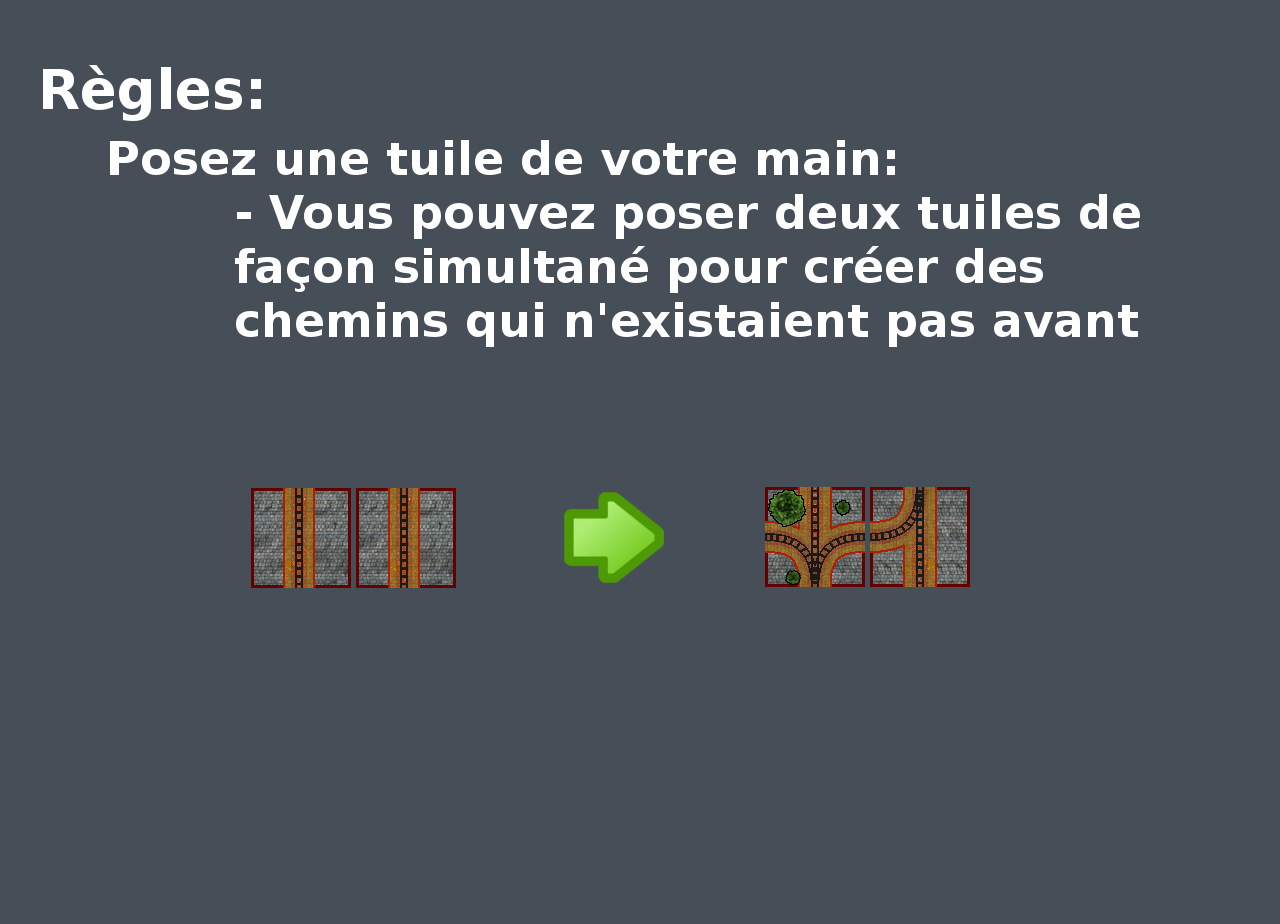 Règles:
Posez une tuile de votre main:
- Vous pouvez poser deux tuiles de
façon simultané pour créer des
chemins qui n'existaient pas avant